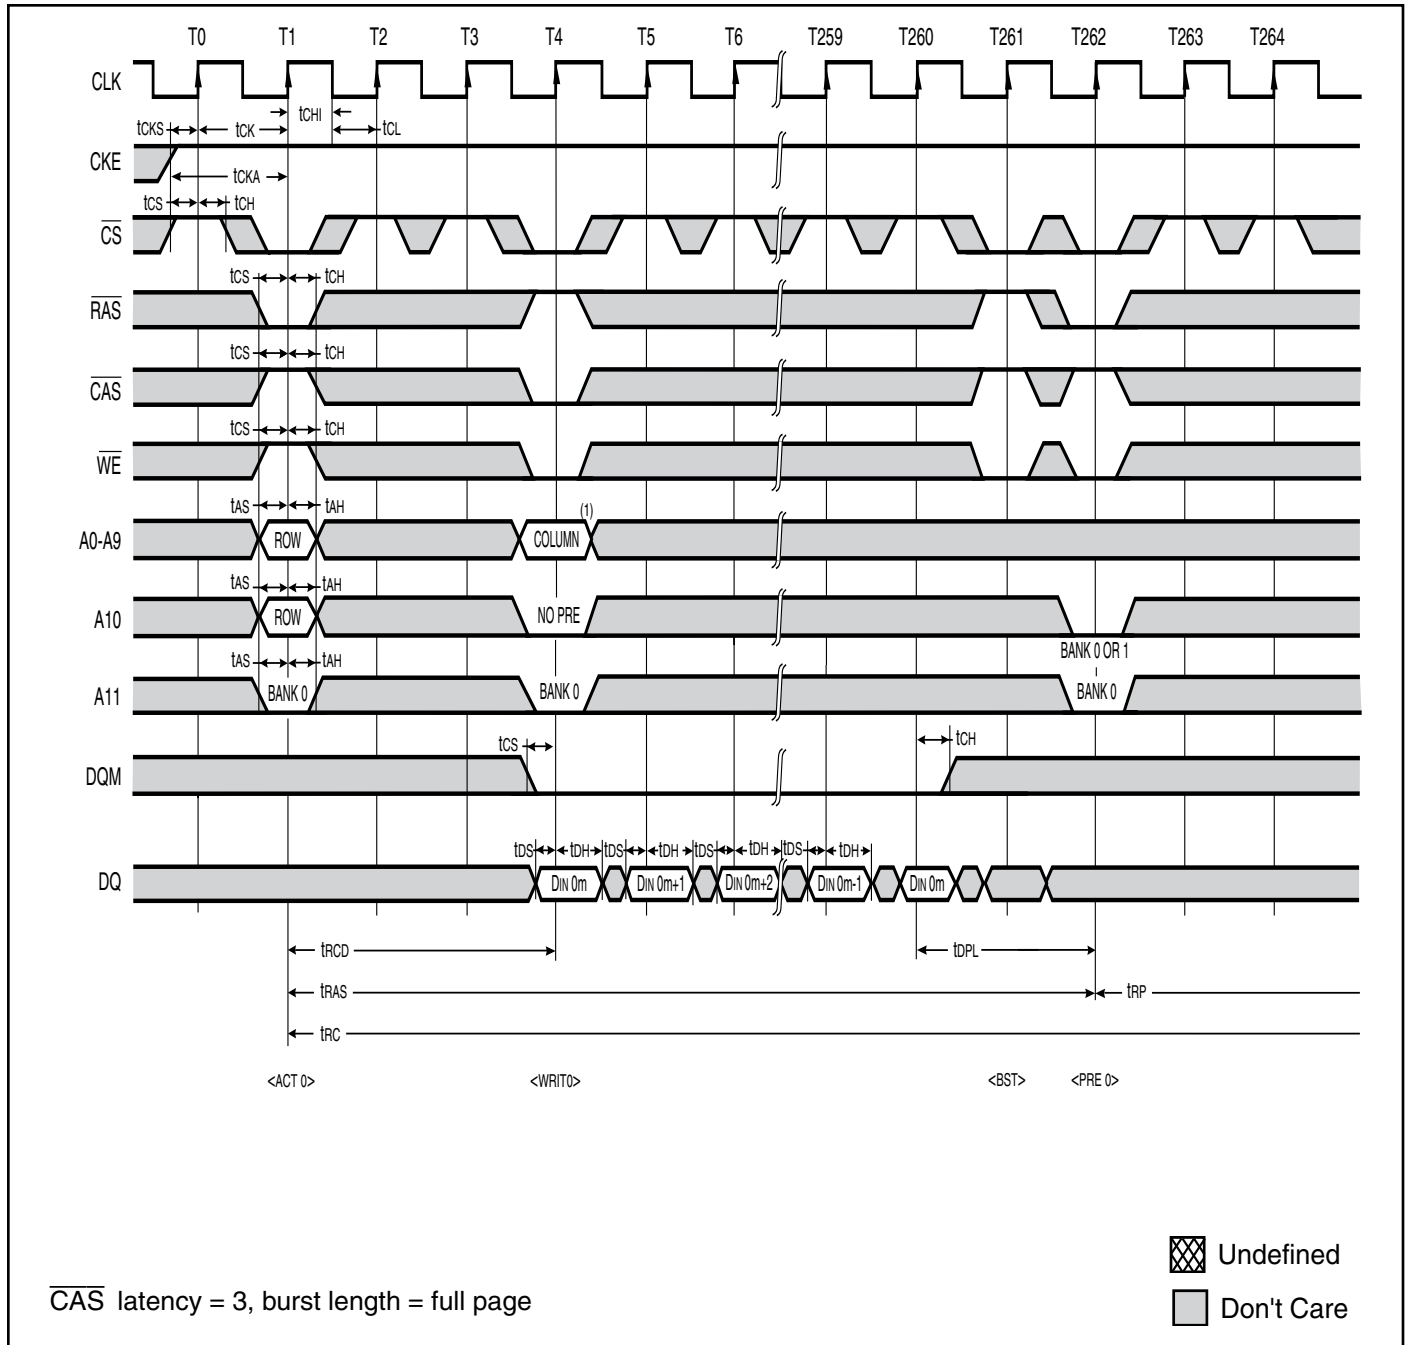 T0 T1 T2 T3 T4 T5 T6 T259 T260 T261 T262 T263 T264
CLK
tCHI
tCKS tCK tCL
CKE
tCKA
tCS tCH
CS
tCS tCH
RAS
tCS tCH
CAS
tCS tCH
WE
tAS tAH (1)
A0-A9 ROW COLUMN
tAS tAH
A10 ROW NO PRE
BANK 0 OR 1
tAS tAH
A11 BANK 0 BANK 0 BANK 0
tCS tCH
DQM
tDS tDH tDS tDH tDS tDH tDS tDH
DQ DIN 0m DIN 0m+1 DIN 0m+2 DIN 0m-1 DIN 0m
tRCD tDPL
tRAS tRP
tRC
<ACT 0> <WRIT0> <BST> <PRE 0>
Undefined
CAS latency = 3, burst length = full page
Don't Care